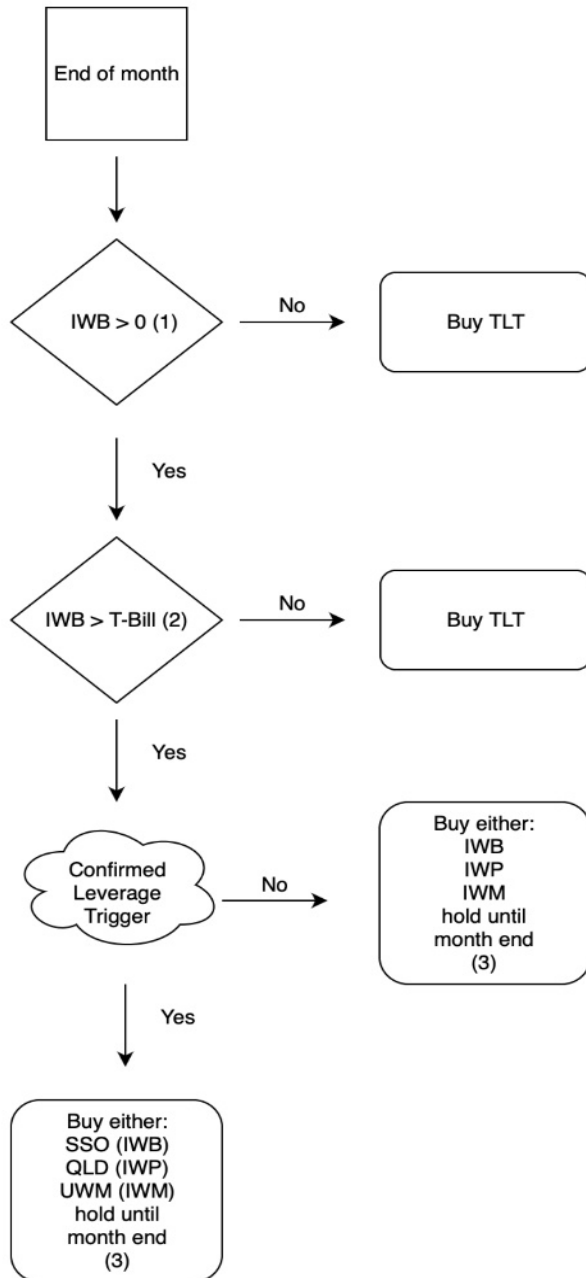 End of month
IWB > 0 (1)
No
Buy TLT
Yes
IWB > T-Bill (2)
No
Buy TLT
Yes
Confirmed
Leverage
Trigger
No
Buy either:
IWB
IWP
IWM
hold until
month end
(3)
Yes
Buy either:
SSO (IWB)
QLD (IWP)
UWM (IWM)
hold until
month end
(3)